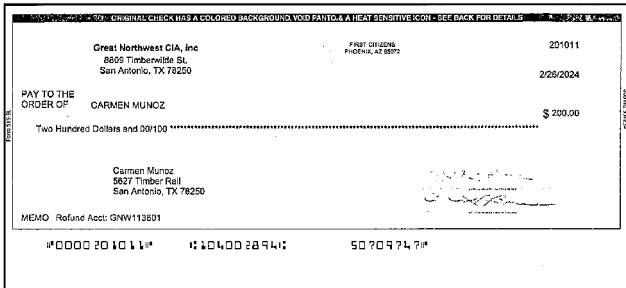 ORIGINAL CHECK HAS A COLORED BACKGROUND, VOID PANTO, & A HEAT SENSITIVE ICON - SEE BACK FOR DETAILS
Great Northwest CIA, Inc
8809 Timberwilde St,
San Antonio, TX 78250
FIRST CITIZENS
PHOENIX, AZ 85072
201011
2/26/2024
PAY TO THE
ORDER OF CARMEN MUNOZ
$ 200.00
Two Hundred Dollars and 00/100 ****************************************
Carmen Munoz
5627 Timber Rail
San Antonio, TX 78250
MEMO Refund Acct: GNW113601
⑈0000201011⑈ ⑆104002894⑆ 50709747⑈